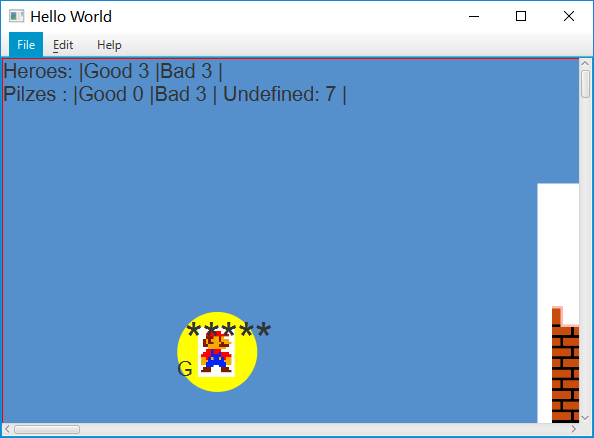 Hello World
File Edit Help
Heroes: |Good 3 |Bad 3 |
Pilzes : |Good 0 |Bad 3 | Undefined: 7 |
*****
G